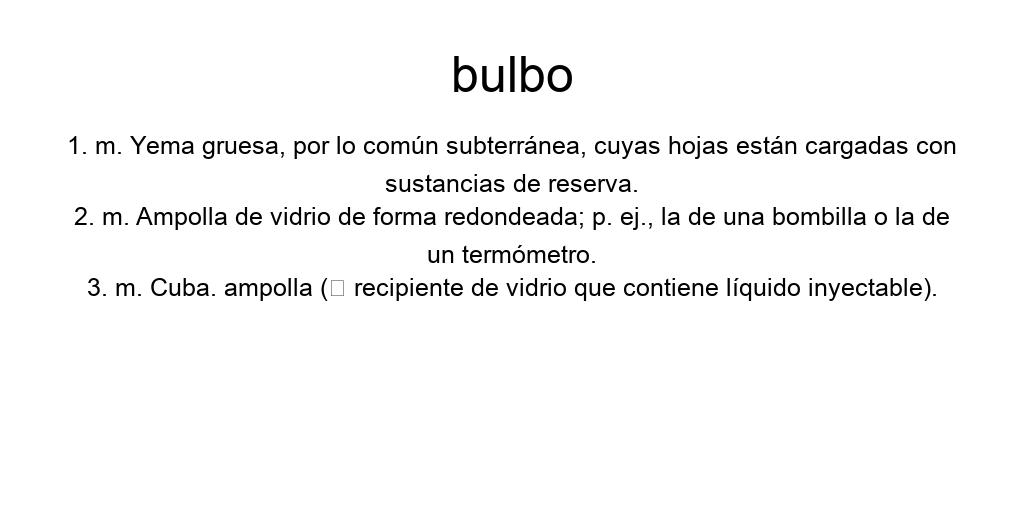 bulbo
1. m. Yema gruesa, por lo común subterránea, cuyas hojas están cargadas con
sustancias de reserva.
2. m. Ampolla de vidrio de forma redondeada; p. ej., la de una bombilla o la de
un termómetro.
3. m. Cuba. ampolla (▯ recipiente de vidrio que contiene líquido inyectable).